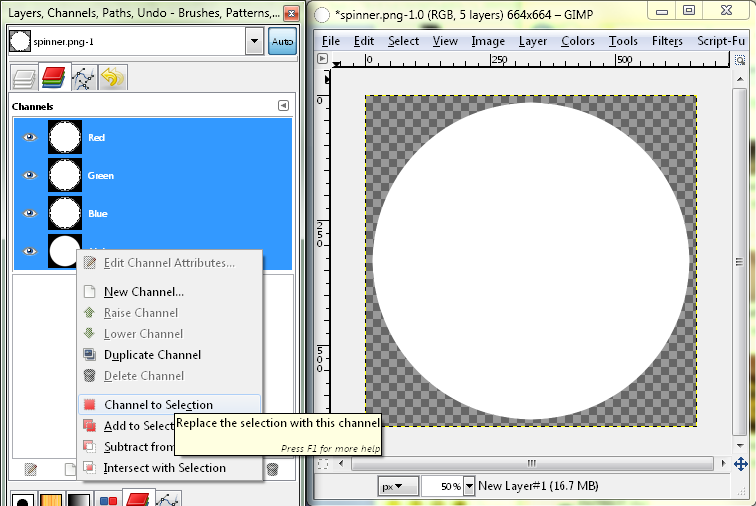 Layers, Channels, Paths, Undo - Brushes, Patterns,...
spinner.png-1
Auto
Channels
Red
Green
Blue
Edit Channel Attributes...
New Channel...
Raise Channel
Lower Channel
Duplicate Channel
Delete Channel
Channel to Selection
Add to Select
Subtract from
Intersect with Selection
Replace the selection with this channel
Press F1 for more help
*spinner.png-1.0 (RGB, 5 layers) 664x664 – GIMP
File Edit Select View Image Layer Colors Tools Filters Script-Fu
0 250 500
0
250
500
px 50% New Layer#1 (16.7 MB)